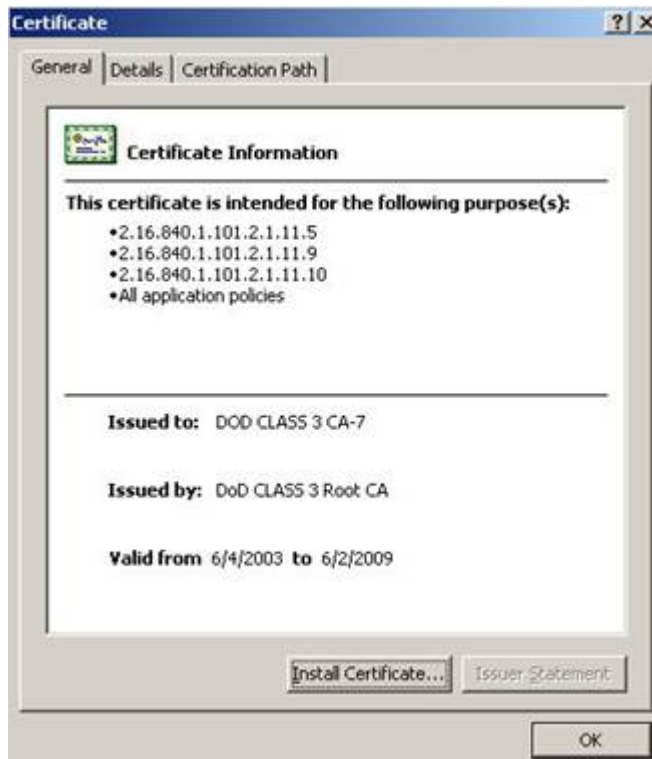 Certificate
General Details Certification Path
Certificate Information
This certificate is intended for the following purpose(s):
•2.16.840.1.101.2.1.11.5
•2.16.840.1.101.2.1.11.9
•2.16.840.1.101.2.1.11.10
•All application policies
Issued to: DOD CLASS 3 CA-7
Issued by: DoD CLASS 3 Root CA
Valid from 6/4/2003 to 6/2/2009
Install Certificate... Issuer Statement
OK